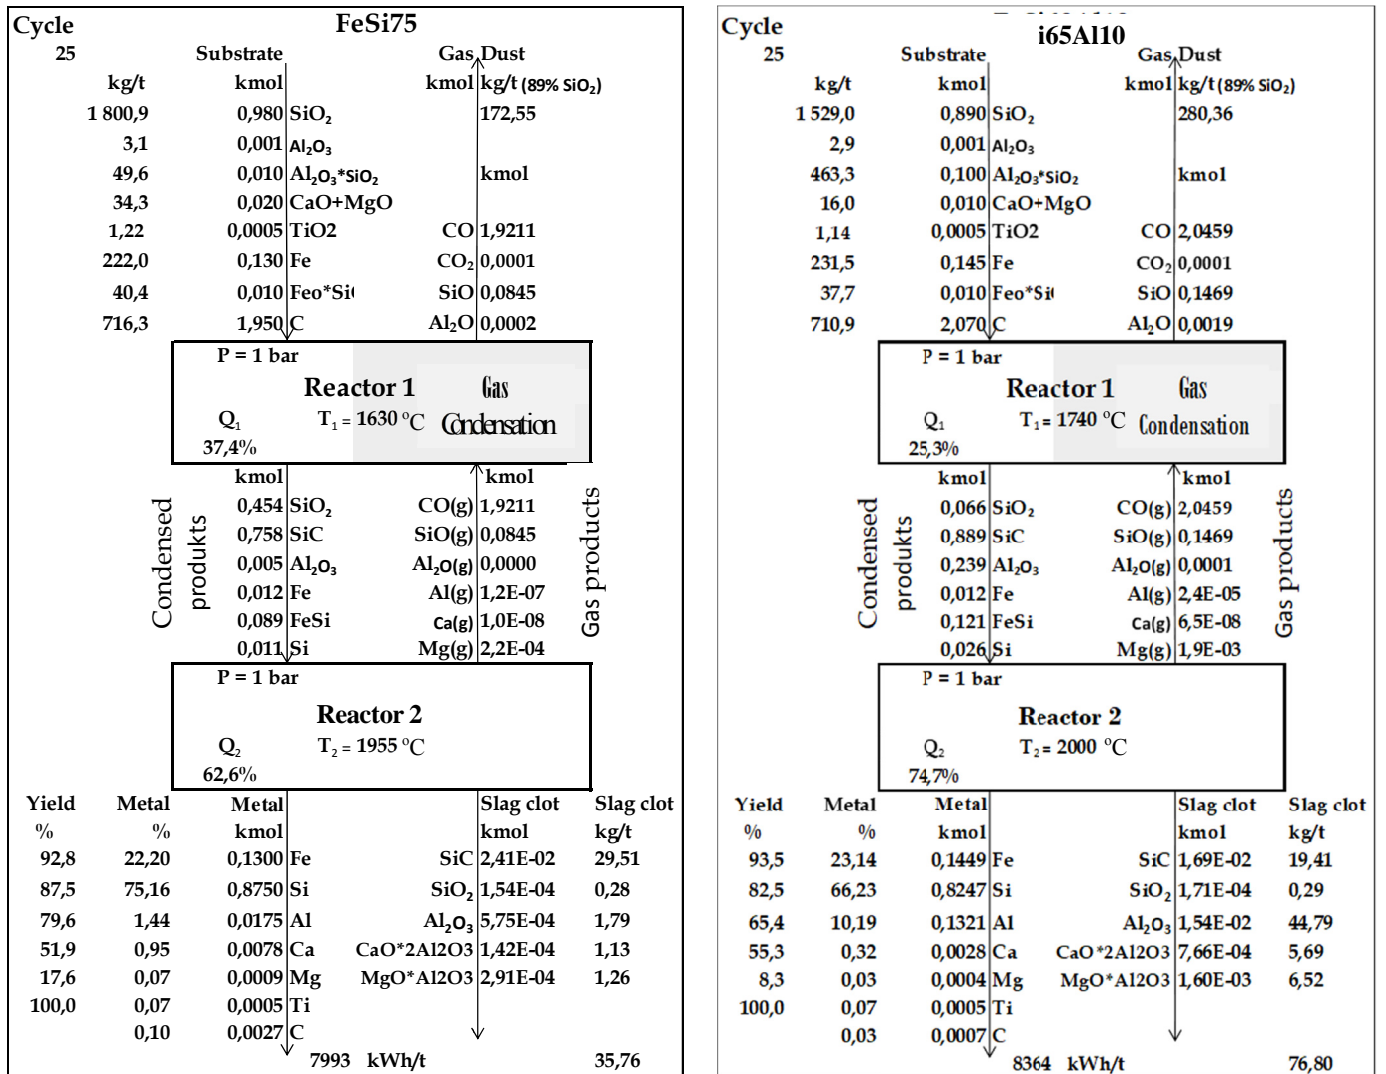 Cycle FeSi75
25 Substrate Gas Dust
kg/t kmol kmol kg/t (89% SiO₂)
1 800,9 0,980 SiO₂ 172,55
3,1 0,001 Al₂O₃
49,6 0,010 Al₂O₃*SiO₂ kmol
34,3 0,020 CaO+MgO
1,22 0,0005 TiO2 CO 1,9211
222,0 0,130 Fe CO₂ 0,0001
40,4 0,010 Feo*Si SiO 0,0845
716,3 1,950 C Al₂O 0,0002
P = 1 bar
Reactor 1 Gas
Q₁ T₁ = 1630 °C Condensation
37,4%
kmol kmol
0,454 SiO₂ CO(g) 1,9211
0,758 SiC SiO(g) 0,0845
0,005 Al₂O₃ Al₂O(g) 0,0000
0,012 Fe Al(g) 1,2E-07
0,089 FeSi Ca(g) 1,0E-08
0,011 Si Mg(g) 2,2E-04
Condensed
produkts
Gas products
P = 1 bar
Reactor 2
Q₂ T₂ = 1955 °C
62,6%
Yield Metal Metal Slag clot Slag clot
% % kmol kmol kg/t
92,8 22,20 0,1300 Fe SiC 2,41E-02 29,51
87,5 75,16 0,8750 Si SiO₂ 1,54E-04 0,28
79,6 1,44 0,0175 Al Al₂O₃ 5,75E-04 1,79
51,9 0,95 0,0078 Ca CaO*2Al2O3 1,42E-04 1,13
17,6 0,07 0,0009 Mg MgO*Al2O3 2,91E-04 1,26
100,0 0,07 0,0005 Ti
0,10 0,0027 C
7993 kWh/t 35,76
Cycle i65Al10
25 Substrate Gas Dust
kg/t kmol kmol kg/t (89% SiO₂)
1 529,0 0,890 SiO₂ 280,36
2,9 0,001 Al₂O₃
463,3 0,100 Al₂O₃*SiO₂ kmol
16,0 0,010 CaO+MgO
1,14 0,0005 TiO2 CO 2,0459
231,5 0,145 Fe CO₂ 0,0001
37,7 0,010 Feo*Si SiO 0,1469
710,9 2,070 C Al₂O 0,0019
P = 1 bar
Reactor 1 Gas
Q₁ T₁ = 1740 °C Condensation
25,3%
kmol kmol
0,066 SiO₂ CO(g) 2,0459
0,889 SiC SiO(g) 0,1469
0,239 Al₂O₃ Al₂O(g) 0,0001
0,012 Fe Al(g) 2,4E-05
0,121 FeSi Ca(g) 6,5E-08
0,026 Si Mg(g) 1,9E-03
Condensed
produkts
Gas products
P = 1 bar
Reactor 2
Q₂ T₂ = 2000 °C
74,7%
Yield Metal Metal Slag clot Slag clot
% % kmol kmol kg/t
93,5 23,14 0,1449 Fe SiC 1,69E-02 19,41
82,5 66,23 0,8247 Si SiO₂ 1,71E-04 0,29
65,4 10,19 0,1321 Al Al₂O₃ 1,54E-02 44,79
55,3 0,32 0,0028 Ca CaO*2Al2O3 7,66E-04 5,69
8,3 0,03 0,0004 Mg MgO*Al2O3 1,60E-03 6,52
100,0 0,07 0,0005 Ti
0,03 0,0007 C
8364 kWh/t 76,80